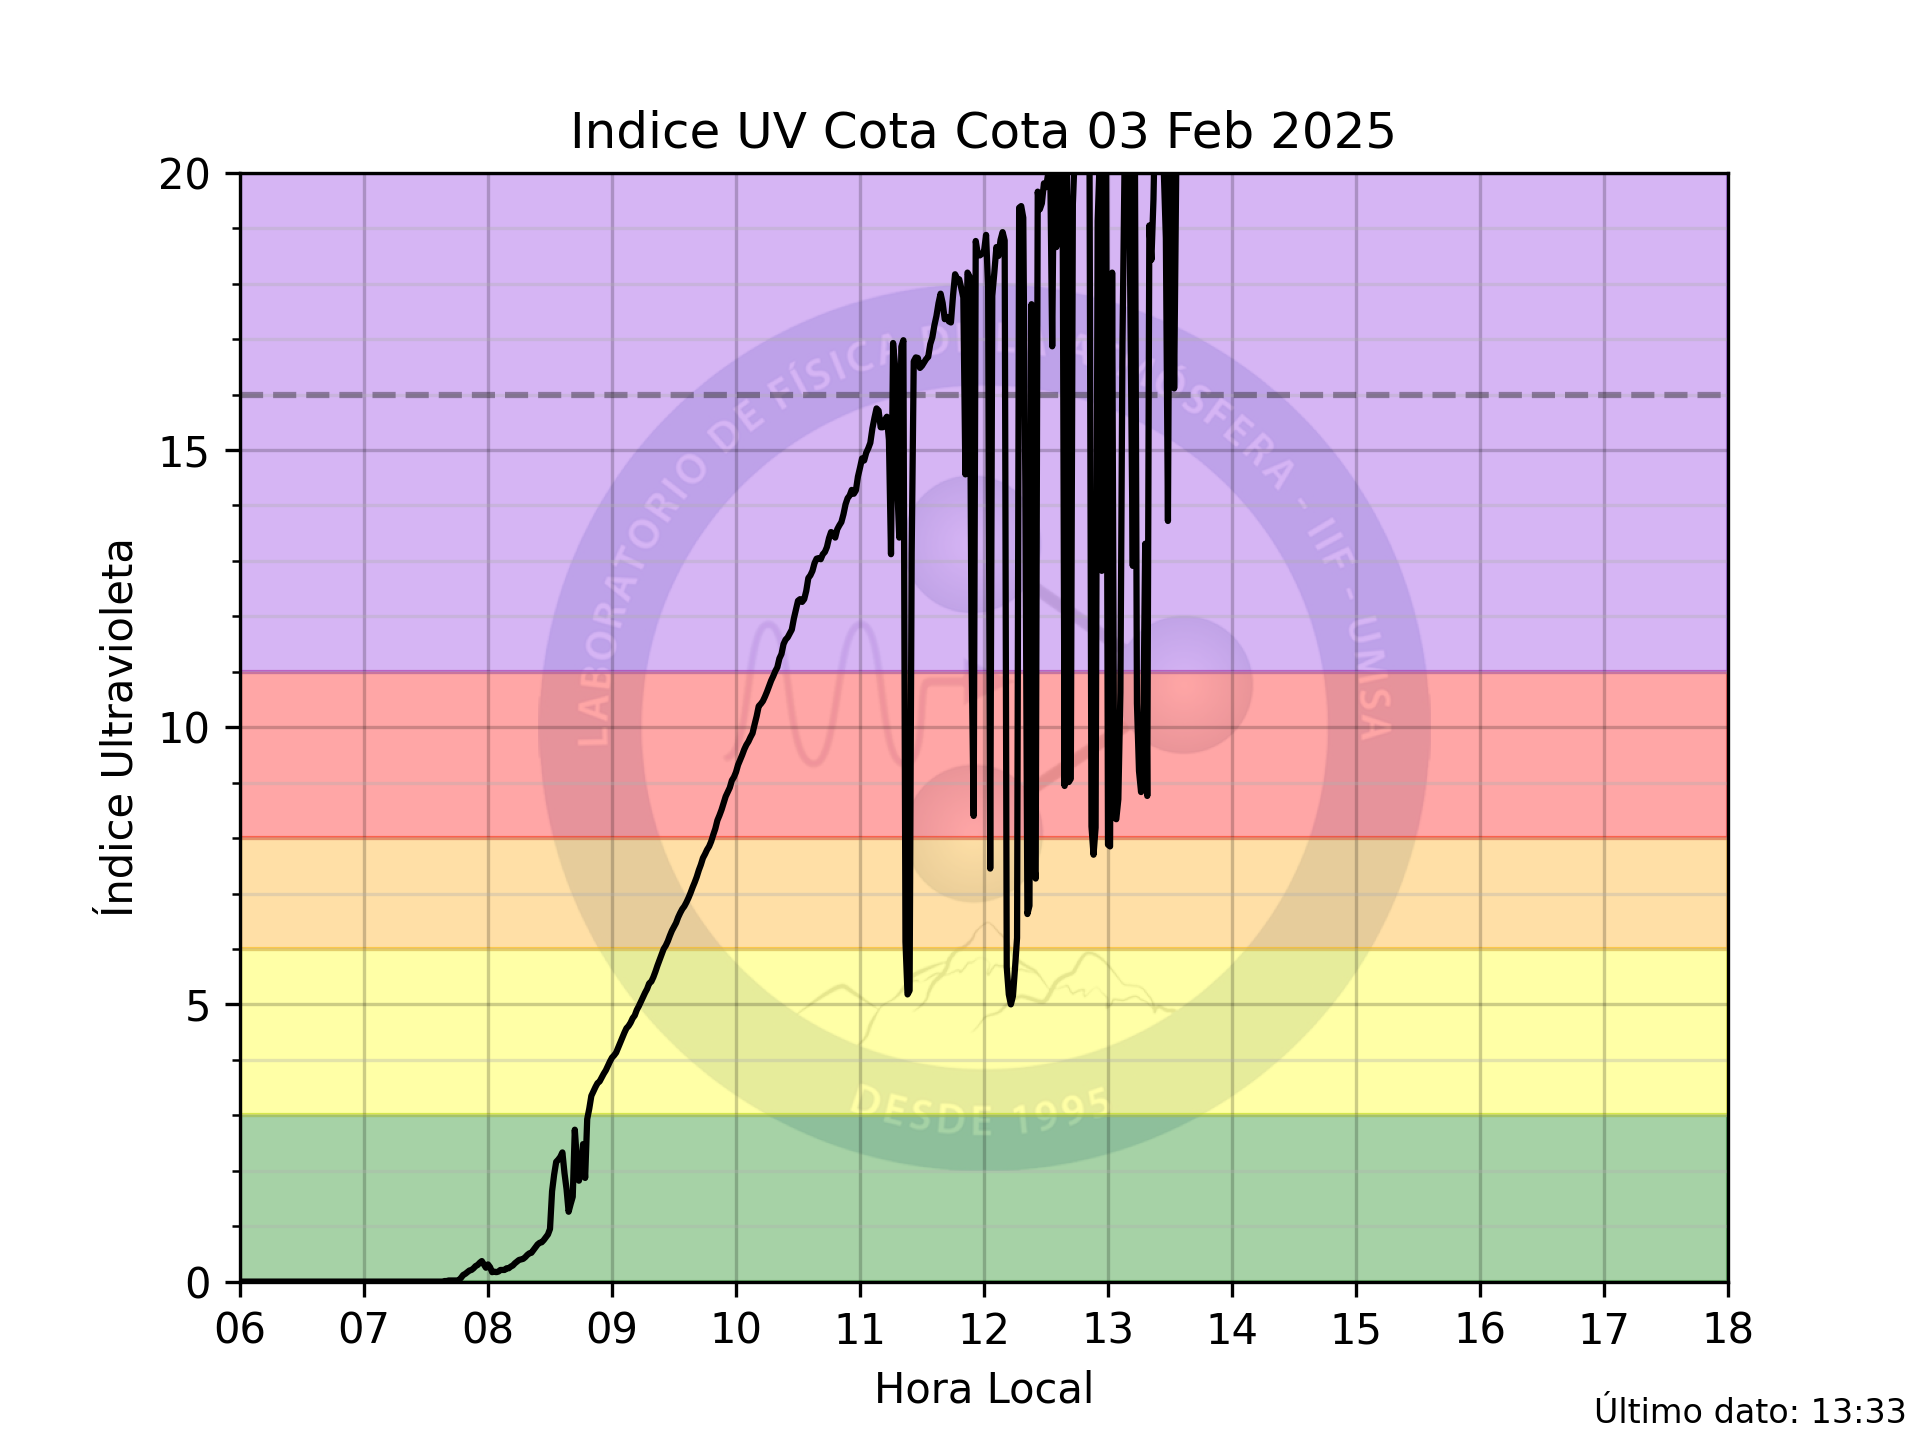 Indice UV Cota Cota 03 Feb 2025
20
15
10
5
0
Índice Ultravioleta
LABORATORIO DE FÍSICA DE LA ATMÓSFERA - IIF - UMSA
DESDE 1995
06 07 08 09 10 11 12 13 14 15 16 17 18
Hora Local
Último dato: 13:33